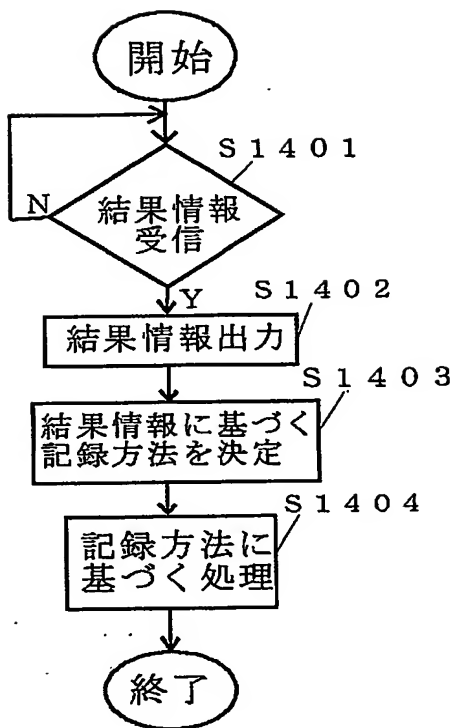 開始
S1401
結果情報
受信
N
Y
S1402
結果情報出力
S1403
結果情報に基づく
記録方法を決定
S1404
記録方法に
基づく処理
終了